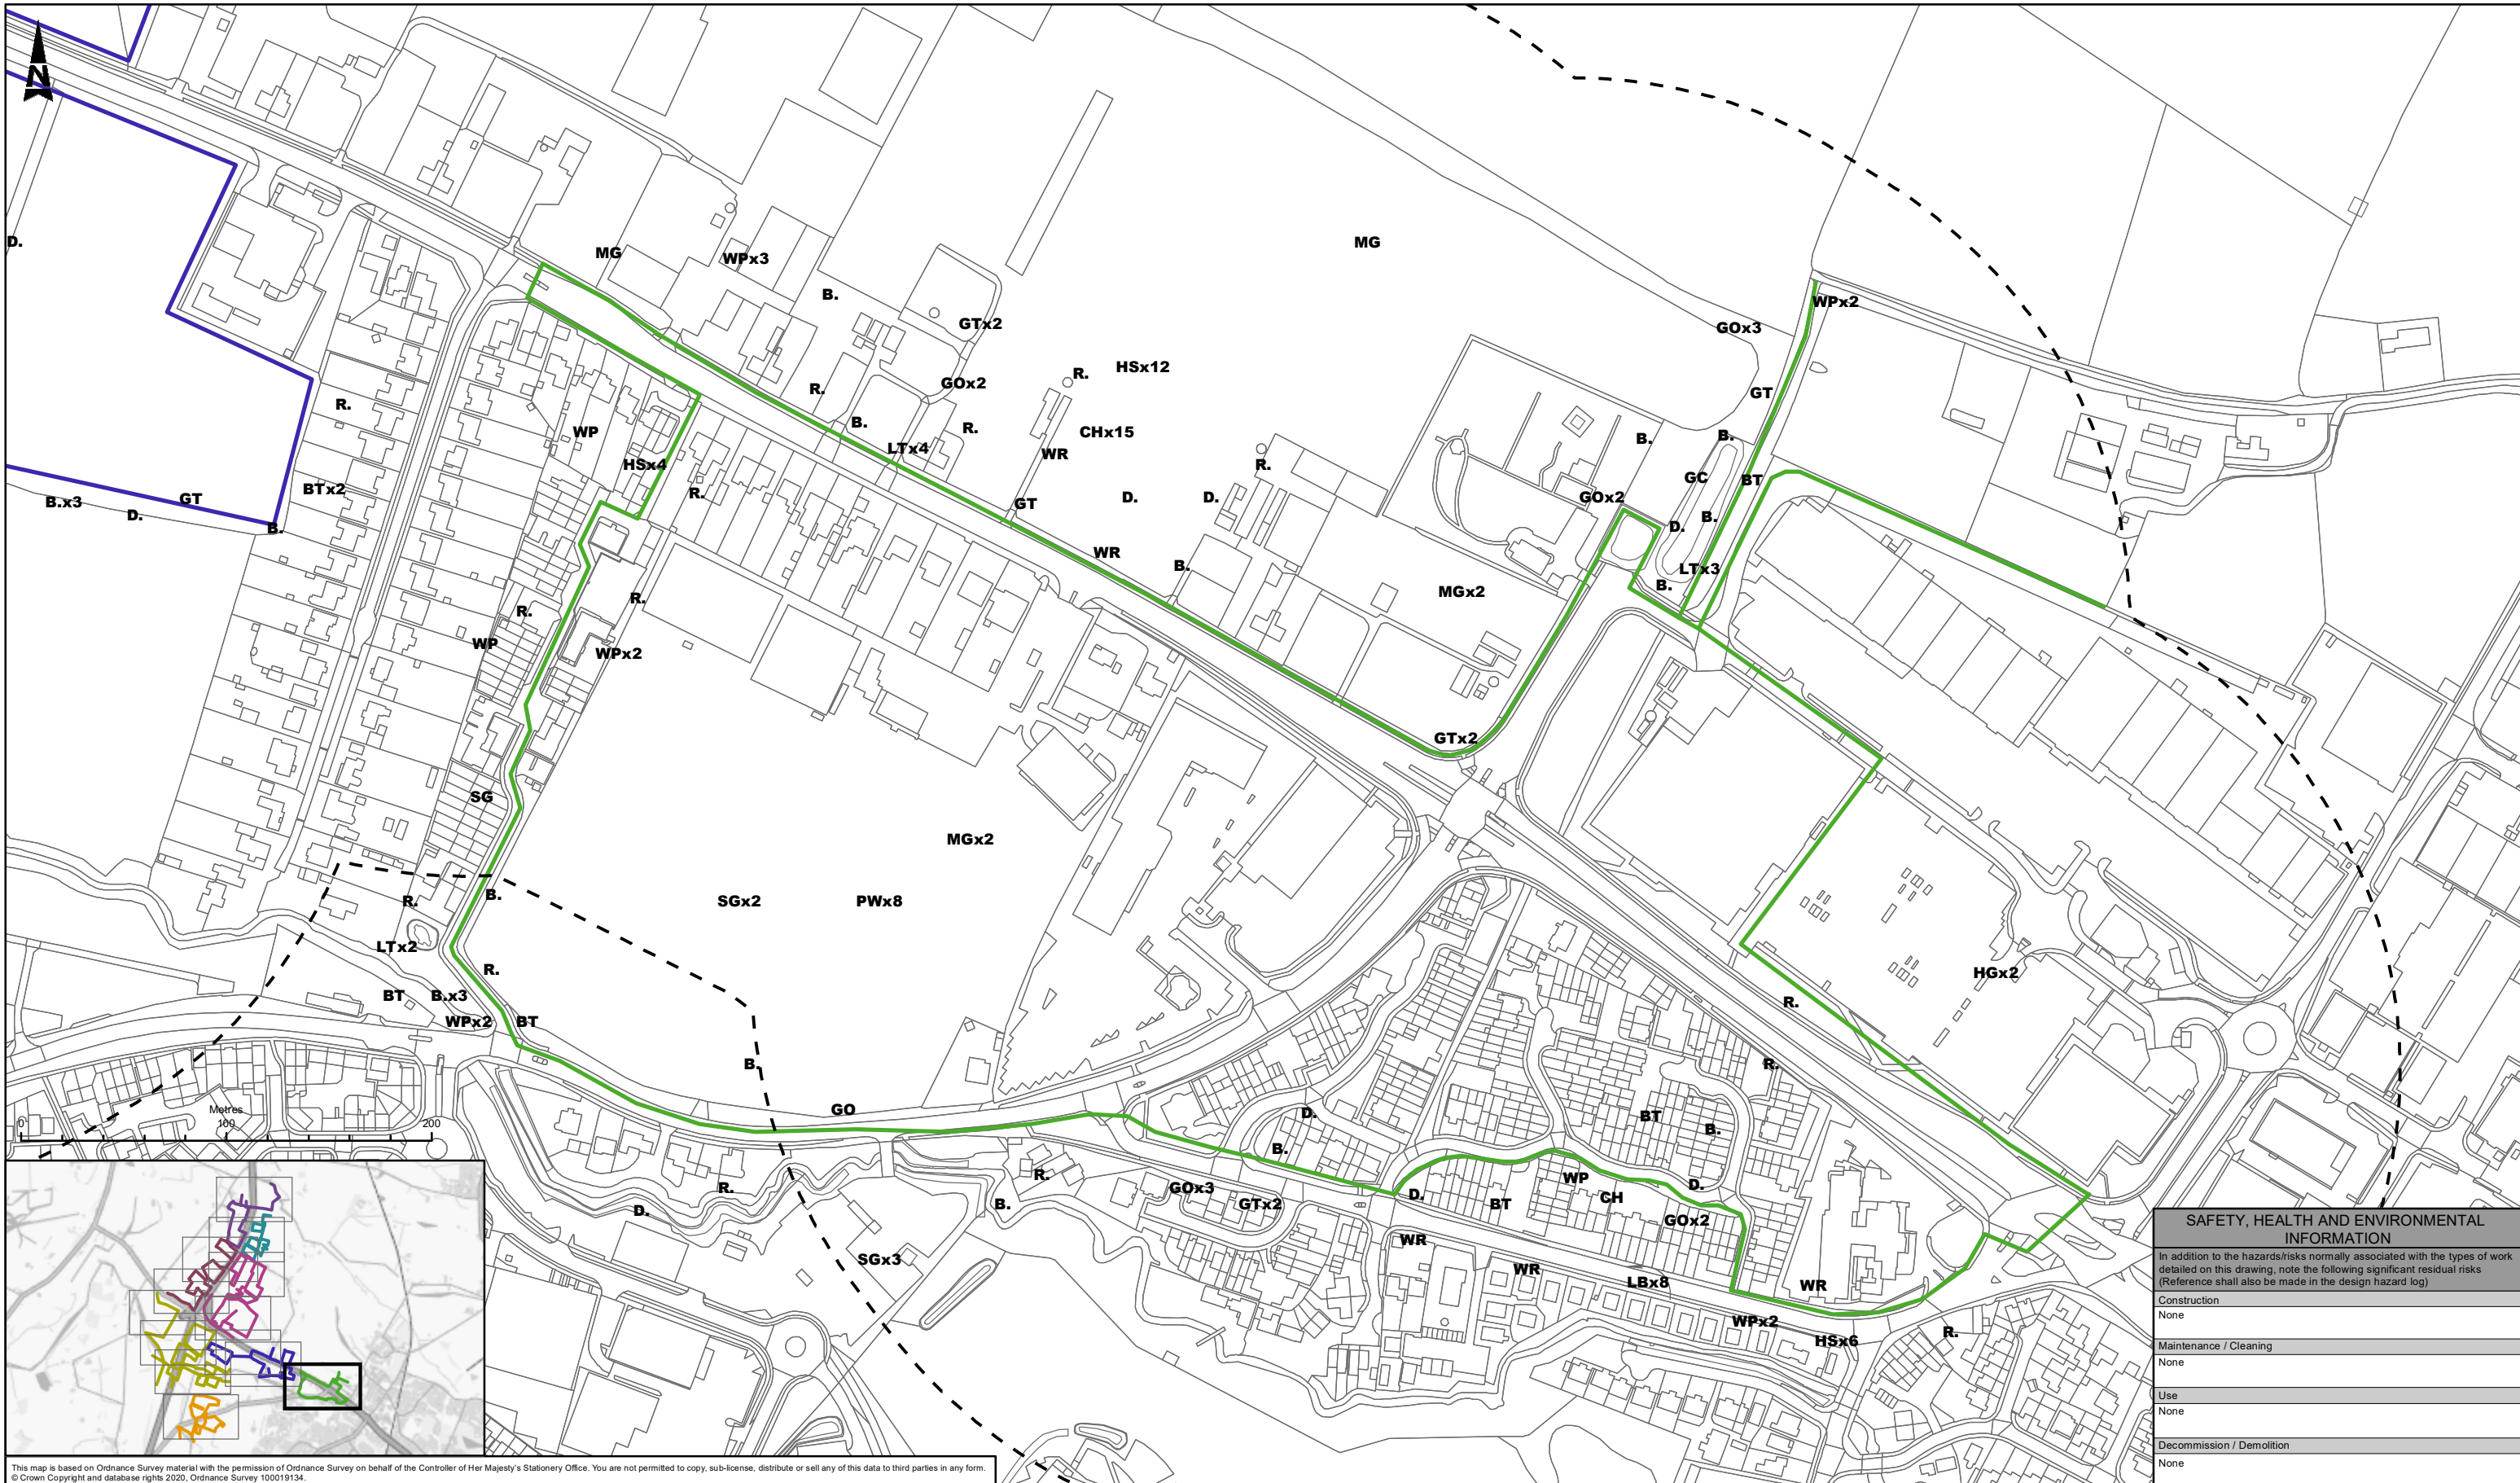 N
MG
MG
D.
WPx3
B.
WPx2
GTx2
GOx3
R.
HSx12
GOx2
R.
GT
R.
B.
R.
WP
CHx15
B.
B.
LTx4
WR
HSx4
R.
R.
GC
BT
BTx2
GT
B.x3
D.
GT
D.
D.
GOx2
B.
D.
B.
WR
B.
LTx3
B.
MGx2
R.
R.
WP
WPx2
GTx2
SG
MGx2
B.
R.
SGx2
PWx8
LTx2
R.
HGx2
BT
B.x3
R.
WPx2
BT
B.
R.
Metres
0
100
200
GO
D.
BT
B.
B.
R.
R.
GOx3
WP
D.
D.
CH
BT
GTx2
B.
D.
GOx2
WR
SGx3
WR
LBx8
WR
WPx2
HSx6
R.
SAFETY, HEALTH AND ENVIRONMENTAL
INFORMATION
In addition to the hazards/risks normally associated with the types of work
detailed on this drawing, note the following significant residual risks
(Reference shall also be made in the design hazard log)
Construction
None
Maintenance / Cleaning
None
Use
None
Decommission / Demolition
None
This map is based on Ordnance Survey material with the permission of Ordnance Survey on behalf of the Controller of Her Majesty's Stationery Office. You are not permitted to copy, sub-license, distribute or sell any of this data to third parties in any form.
© Crown Copyright and database rights 2020, Ordnance Survey 100019134.